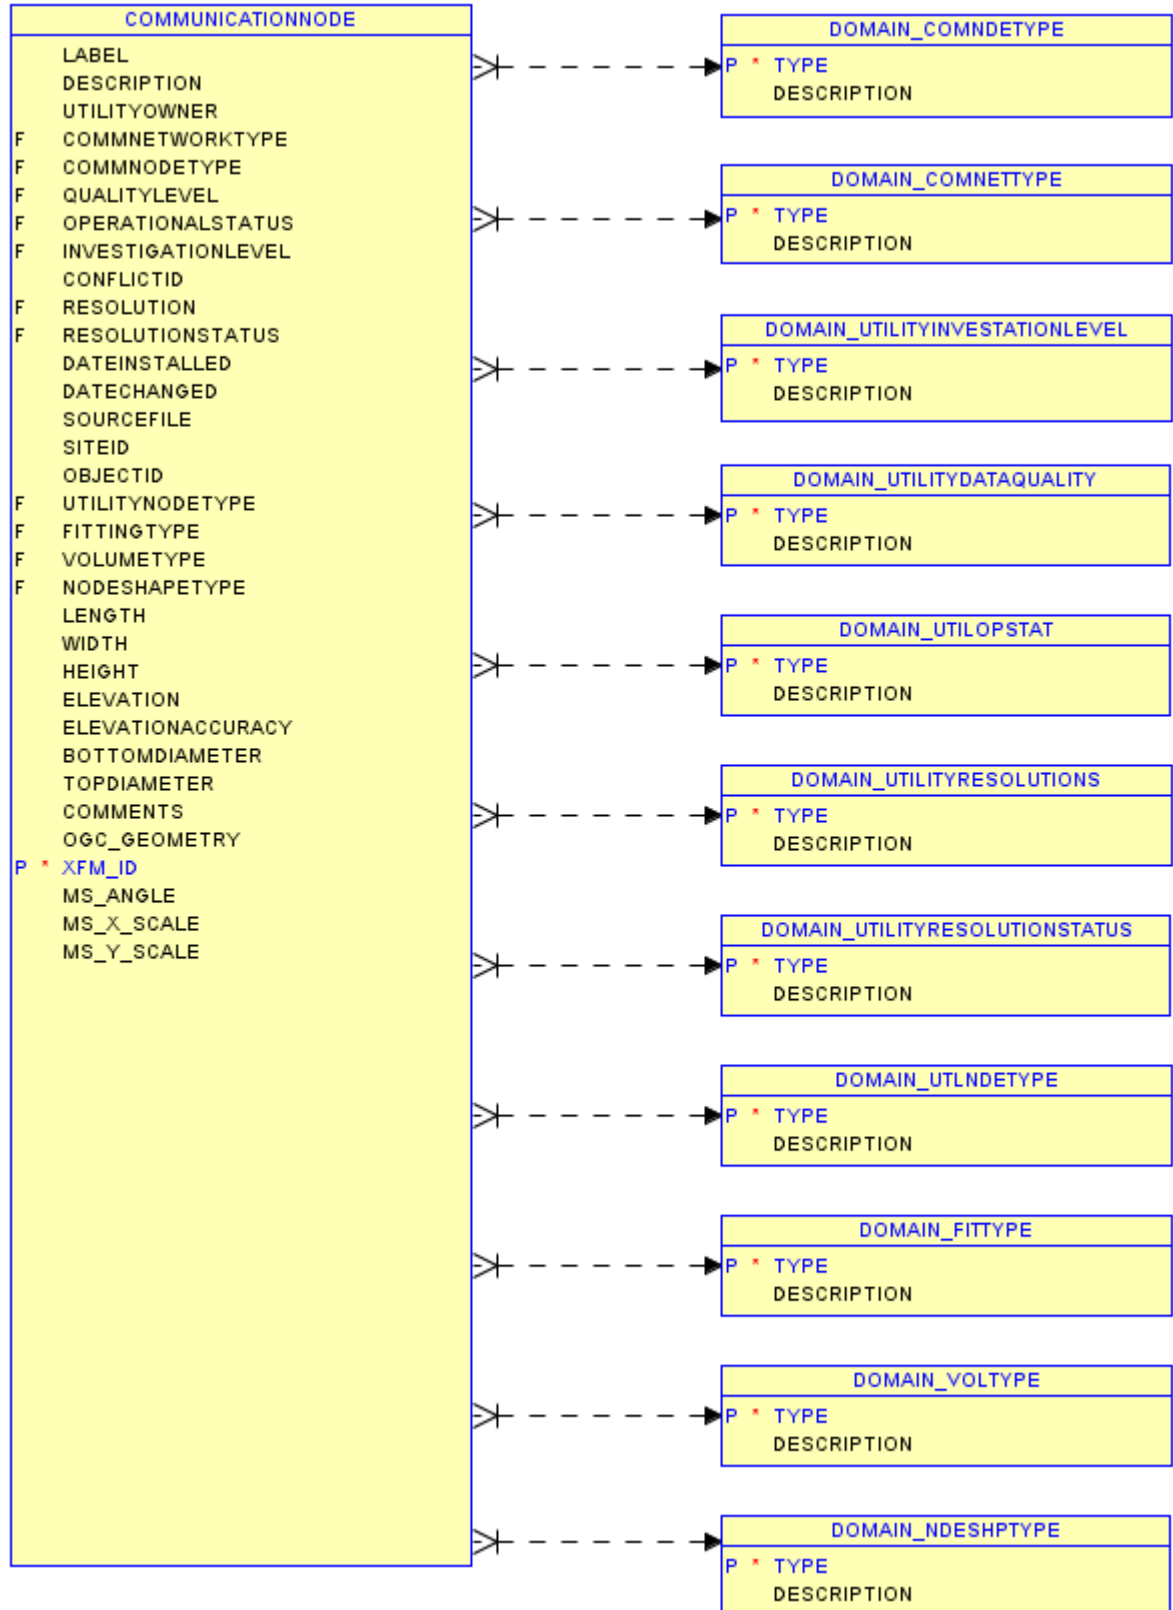 COMMUNICATIONNODE
LABEL
DESCRIPTION
UTILITYOWNER
F COMMNETWORKTYPE
F COMMNODETYPE
F QUALITYLEVEL
F OPERATIONALSTATUS
F INVESTIGATIONLEVEL
CONFLICTID
F RESOLUTION
F RESOLUTIONSTATUS
DATEINSTALLED
DATECHANGED
SOURCEFILE
SITEID
OBJECTID
F UTILITYNODETYPE
F FITTINGTYPE
F VOLUMETYPE
F NODESHAPETYPE
LENGTH
WIDTH
HEIGHT
ELEVATION
ELEVATIONACCURACY
BOTTOMDIAMETER
TOPDIAMETER
COMMENTS
OGC_GEOMETRY
P * XFM_ID
MS_ANGLE
MS_X_SCALE
MS_Y_SCALE
DOMAIN_COMNDETYPE
P * TYPE
DESCRIPTION
DOMAIN_COMNETTYPE
P * TYPE
DESCRIPTION
DOMAIN_UTILITYINVESTATIONLEVEL
P * TYPE
DESCRIPTION
DOMAIN_UTILITYDATAQUALITY
P * TYPE
DESCRIPTION
DOMAIN_UTILOPSTAT
P * TYPE
DESCRIPTION
DOMAIN_UTILITYRESOLUTIONS
P * TYPE
DESCRIPTION
DOMAIN_UTILITYRESOLUTIONSTATUS
P * TYPE
DESCRIPTION
DOMAIN_UTLNDETYPE
P * TYPE
DESCRIPTION
DOMAIN_FITTYPE
P * TYPE
DESCRIPTION
DOMAIN_VOLTYPE
P * TYPE
DESCRIPTION
DOMAIN_NDESHPTYPE
P * TYPE
DESCRIPTION